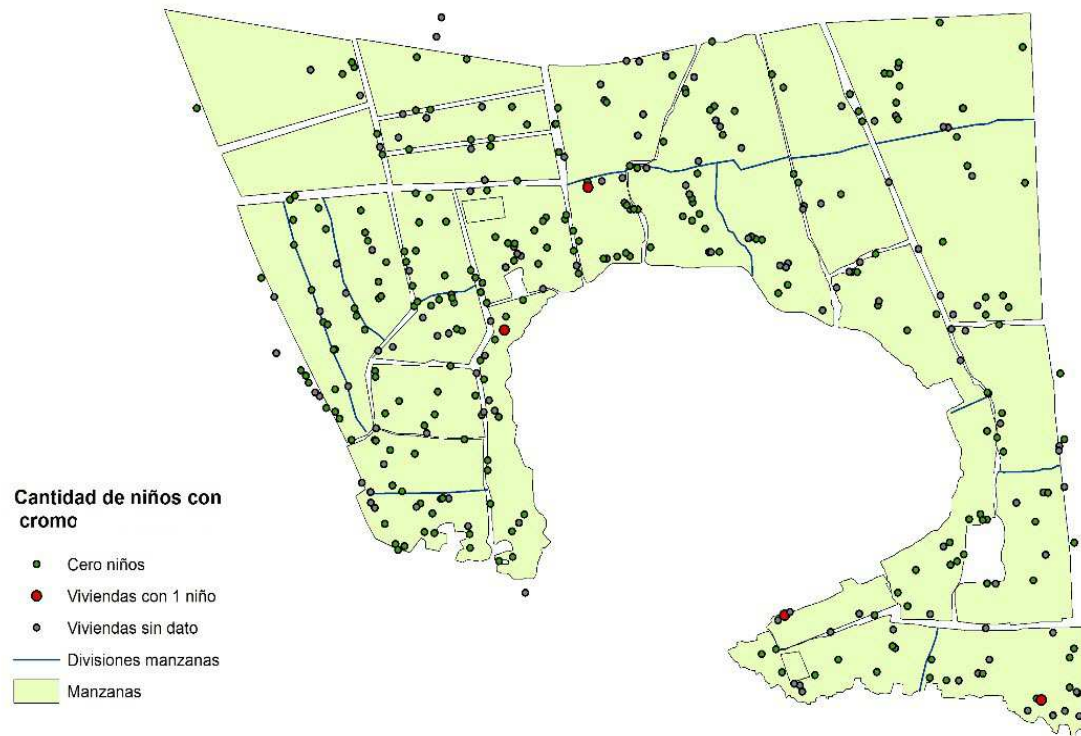 Cantidad de niños con
cromo
Cero niños
Viviendas con 1 niño
Viviendas sin dato
Divisiones manzanas
Manzanas